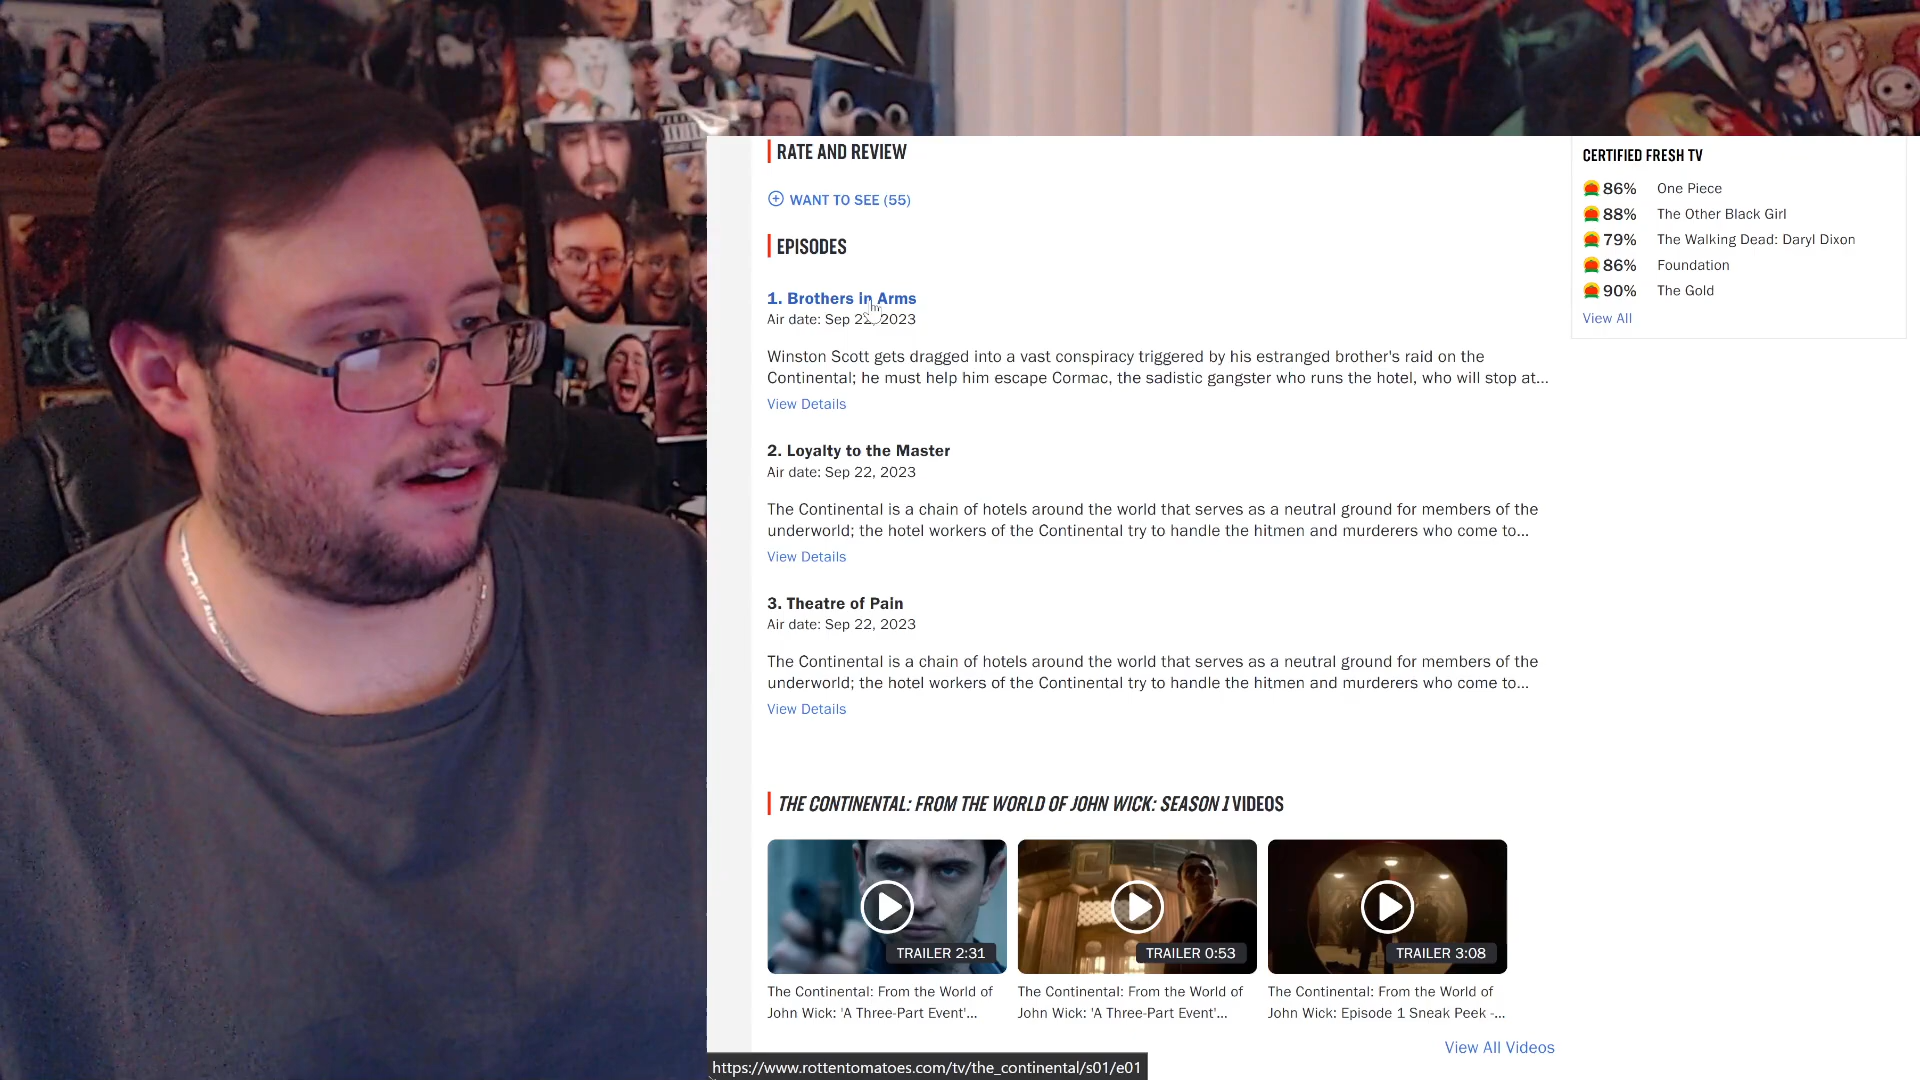 RATE AND REVIEW
WANT TO SEE (55)
EPISODES
1. Brothers in Arms
Air date: Sep 22, 2023
Winston Scott gets dragged into a vast conspiracy triggered by his estranged brother's raid on the
Continental; he must help him escape Cormac, the sadistic gangster who runs the hotel, who will stop at...
View Details
2. Loyalty to the Master
Air date: Sep 22, 2023
The Continental is a chain of hotels around the world that serves as a neutral ground for members of the
underworld; the hotel workers of the Continental try to handle the hitmen and murderers who come to...
View Details
3. Theatre of Pain
Air date: Sep 22, 2023
The Continental is a chain of hotels around the world that serves as a neutral ground for members of the
underworld; the hotel workers of the Continental try to handle the hitmen and murderers who come to...
View Details
THE CONTINENTAL: FROM THE WORLD OF JOHN WICK: SEASON 1 VIDEOS
TRAILER 2:31
TRAILER 0:53
TRAILER 3:08
The Continental: From the World of
John Wick: 'A Three-Part Event'...
The Continental: From the World of
John Wick: 'A Three-Part Event'...
The Continental: From the World of
John Wick: Episode 1 Sneak Peek -...
View All Videos
https://www.rottentomatoes.com/tv/the_continental/s01/e01
CERTIFIED FRESH TV
86% One Piece
88% The Other Black Girl
79% The Walking Dead: Daryl Dixon
86% Foundation
90% The Gold
View All